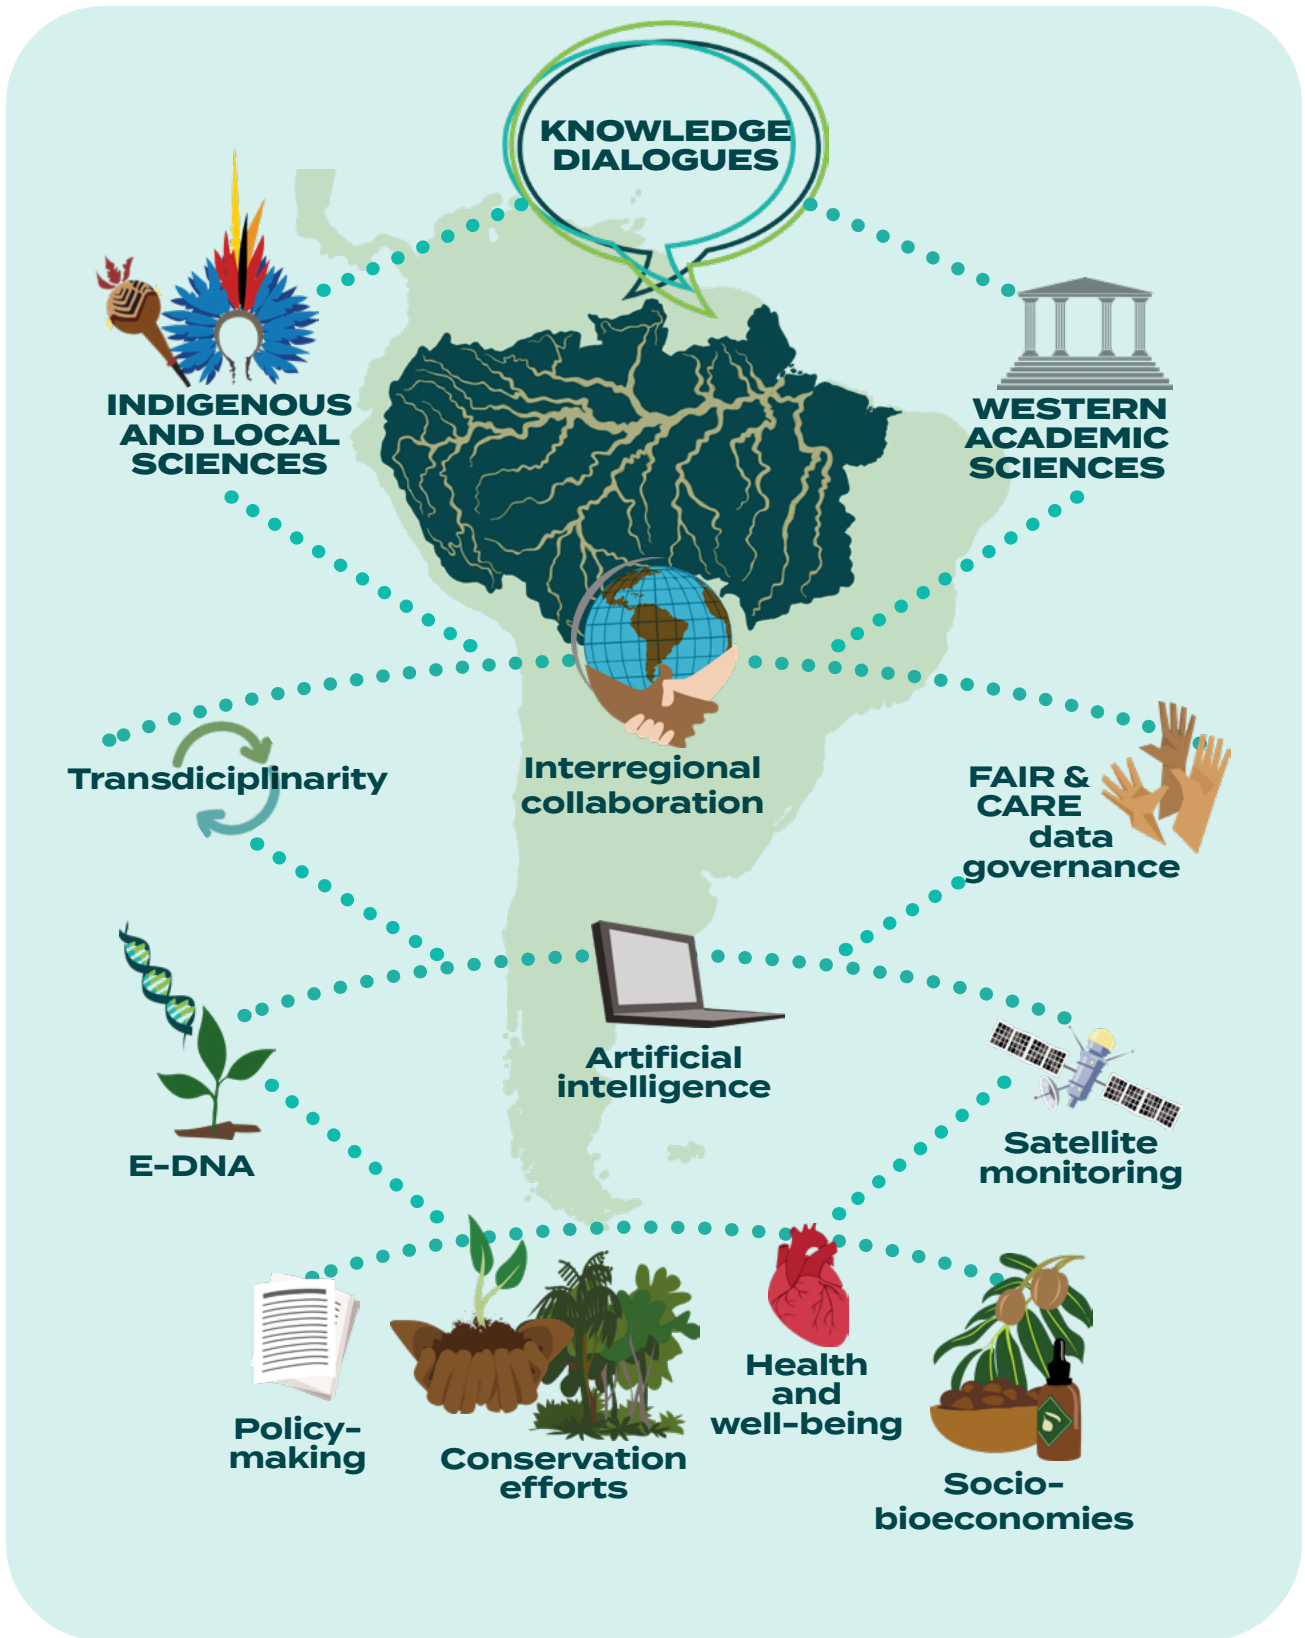 KNOWLEDGE
DIALOGUES
INDIGENOUS
AND LOCAL
SCIENCES
WESTERN
ACADEMIC
SCIENCES
Transdiciplinarity
Interregional
collaboration
FAIR &
CARE
data
governance
E-DNA
Artificial
intelligence
Satellite
monitoring
Policy-
making
Conservation
efforts
Health
and
well-being
Socio-
bioeconomies